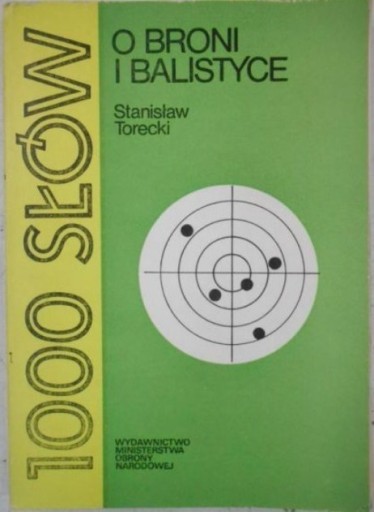 1000 SŁÓW
O BRONI
I BALISTYCE
Stanisław
Torecki
WYDAWNICTWO
MINISTERSTWA
OBRONY
NARODOWEJ